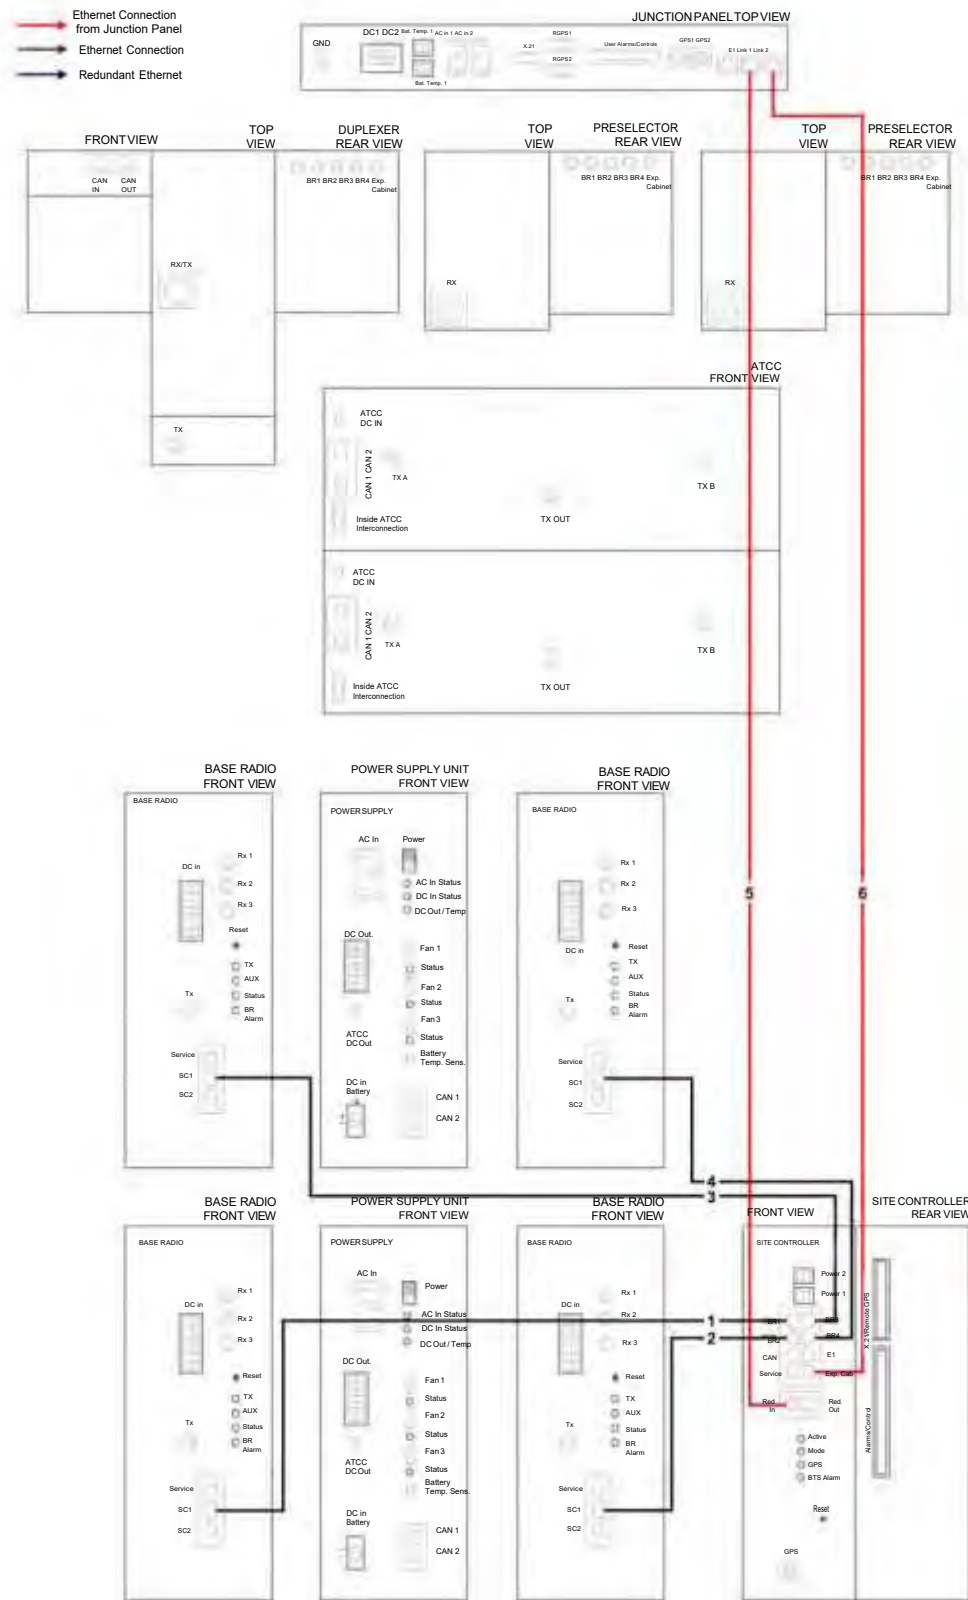 Ethernet Connection
from Junction Panel
Ethernet Connection
Redundant Ethernet
JUNCTION PANEL TOP VIEW
GND
DC1 DC2
Bat. Temp. 1
AC in 1 AC in 2
Bat. Temp. 1
X.21
RGPS1
RGPS2
User Alarms/Controls
GPS1 GPS2
E1 Link 1 Link 2
FRONT VIEW
TOP
VIEW
DUPLEXER
REAR VIEW
CAN
IN
CAN
OUT
BR1 BR2 BR3 BR4 Exp.
Cabinet
RX/TX
TX
TOP
VIEW
PRESELECTOR
REAR VIEW
BR1 BR2 BR3 BR4 Exp.
Cabinet
RX
TOP
VIEW
PRESELECTOR
REAR VIEW
BR1 BR2 BR3 BR4 Exp.
Cabinet
RX
ATCC
FRONT VIEW
ATCC
DC IN
CAN 1 CAN 2
TX A
TX B
TX OUT
Inside ATCC
Interconnection
ATCC
DC IN
CAN 1 CAN 2
TX A
TX B
TX OUT
Inside ATCC
Interconnection
BASE RADIO
FRONT VIEW
BASE RADIO
DC in
Rx 1
Rx 2
Rx 3
Reset
TX
AUX
Status
BR
Alarm
Tx
Service
SC1
SC2
POWER SUPPLY UNIT
FRONT VIEW
POWER SUPPLY
AC In
Power
AC In Status
DC In Status
DC Out / Temp
DC Out.
Fan 1
Status
Fan 2
Status
Fan 3
Status
ATCC
DC Out
Battery
Temp. Sens.
DC in
Battery
CAN 1
CAN 2
BASE RADIO
FRONT VIEW
BASE RADIO
Rx 1
Rx 2
Rx 3
DC in
Reset
TX
AUX
Status
BR
Alarm
Tx
Service
SC1
SC2
5
6
4
3
BASE RADIO
FRONT VIEW
BASE RADIO
DC in
Rx 1
Rx 2
Rx 3
Reset
TX
AUX
Status
BR
Alarm
Tx
Service
SC1
SC2
POWER SUPPLY UNIT
FRONT VIEW
POWER SUPPLY
AC In
Power
AC In Status
DC In Status
DC Out / Temp
DC Out.
Fan 1
Status
Fan 2
Status
Fan 3
Status
ATCC
DC Out
Battery
Temp. Sens.
DC in
Battery
CAN 1
CAN 2
BASE RADIO
FRONT VIEW
BASE RADIO
DC in
Rx 1
Rx 2
Rx 3
Reset
TX
AUX
Status
BR
Alarm
Tx
Service
SC1
SC2
1
2
FRONT VIEW
SITE CONTROLLER
REAR VIEW
SITE CONTROLLER
Power 2
Power 1
BR1
BR3
BR2
BR4
CAN
E1
Service
Exp. Cab
Red.
In
Red.
Out
Active
Mode
GPS
BTS Alarm
Reset
GPS
X.21/Remote GPS
Alarms/Control